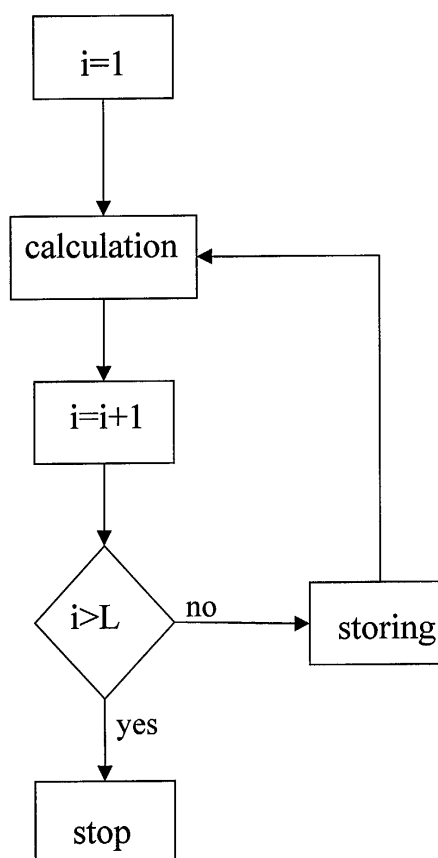 i=1
calculation
i=i+1
i>L
no
storing
yes
stop